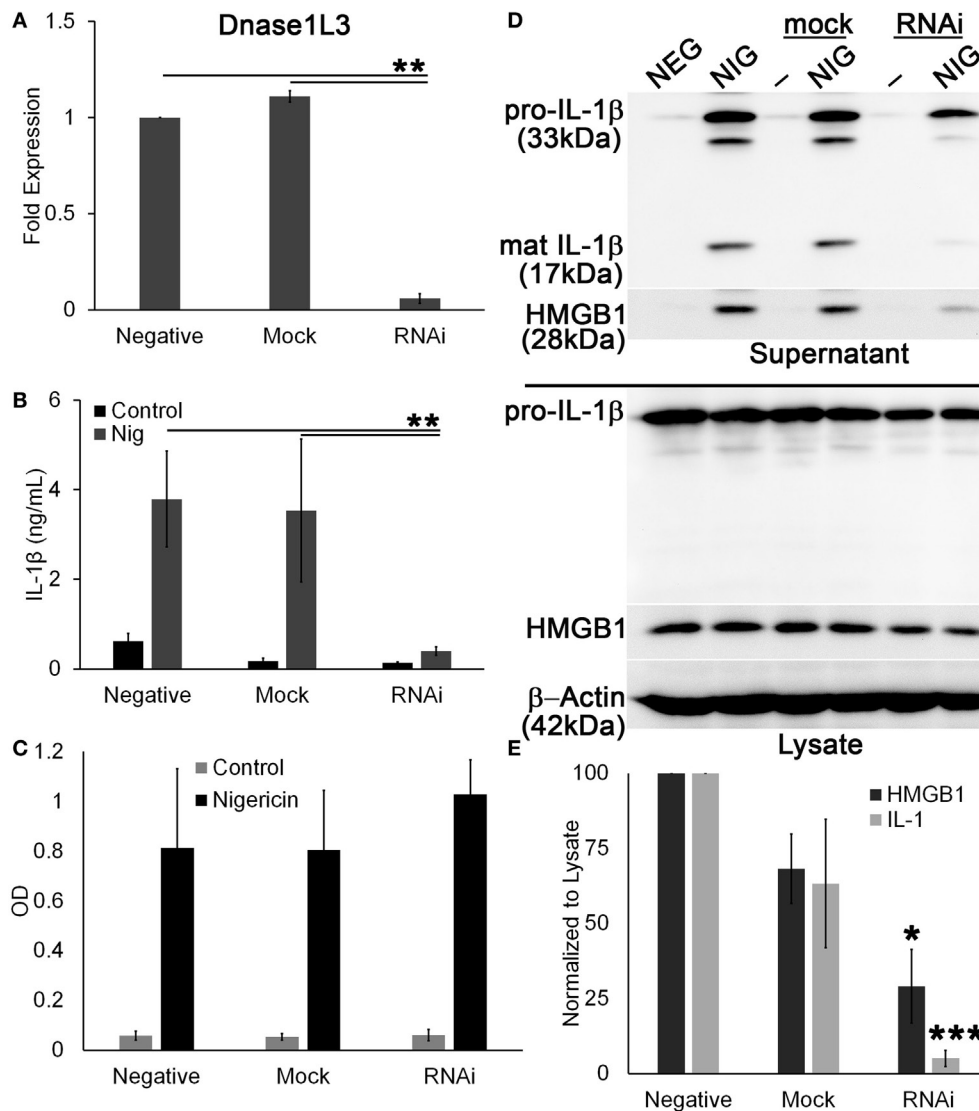 A
Dnase1L3
1.5
1
0.5
0
Fold Expression
**
Negative Mock RNAi
B
Control
Nig
6
4
2
0
IL-1β (ng/mL)
**
Negative Mock RNAi
C
Control
Nigericin
1.2
1
0.8
0.6
0.4
0.2
0
OD
Negative Mock RNAi
D
mock RNAi
NEG NIG – NIG – NIG
pro-IL-1β
(33kDa)
mat IL-1β
(17kDa)
HMGB1
(28kDa)
Supernatant
pro-IL-1β
HMGB1
β–Actin
(42kDa)
Lysate
E
HMGB1
IL-1
100
75
50
25
0
Normalized to Lysate
*
***
Negative Mock RNAi